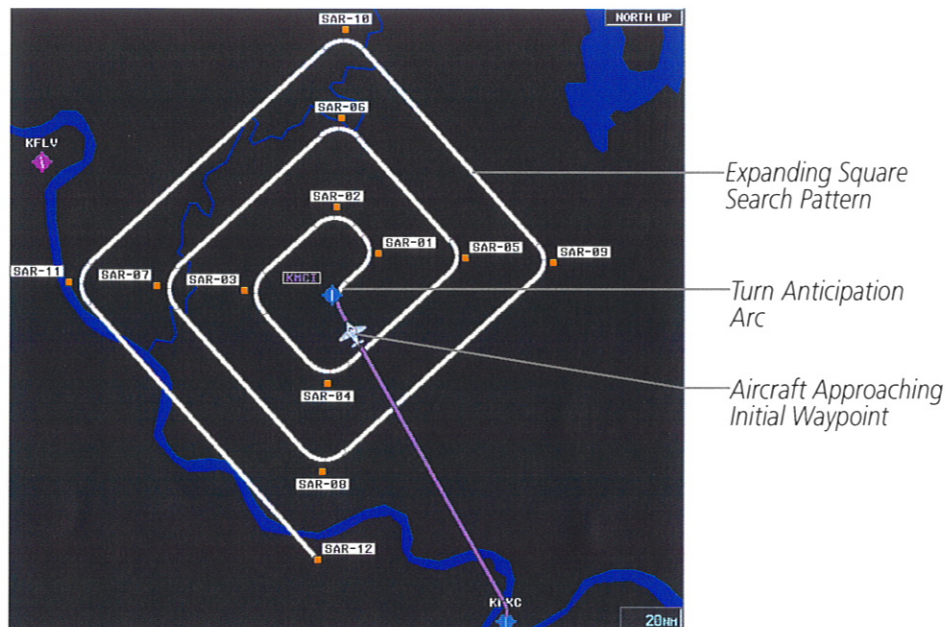 SAR-10
NORTH UP
SAR-06
KFLV
SAR-02
Expanding Square
Search Pattern
SAR-01
SAR-05
SAR-09
SAR-11
SAR-07
SAR-03
KMCI
Turn Anticipation
Arc
Aircraft Approaching
Initial Waypoint
SAR-04
SAR-08
SAR-12
20NM